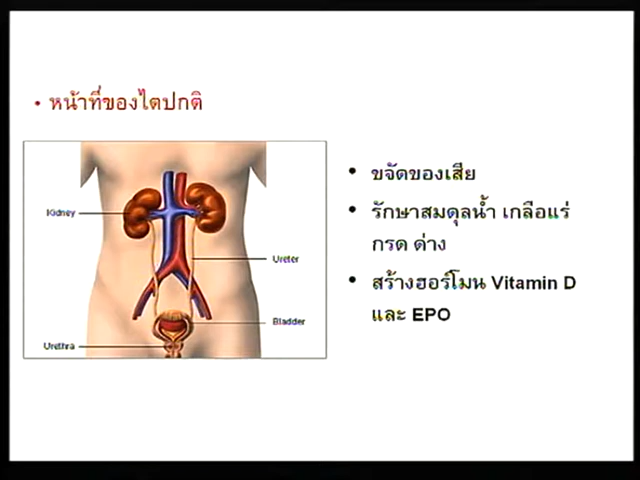 • หน้าที่ของไตปกติ
Kidney
Ureter
Bladder
Urethra
• ขจัดของเสีย
• รักษาสมดุลน้ำ เกลือแร่
กรด ด่าง
• สร้างฮอร์โมน Vitamin D
และ EPO